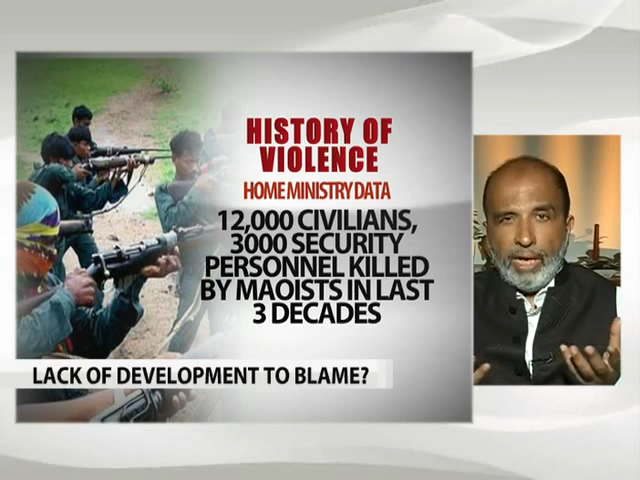 HISTORY OF
VIOLENCE
HOME MINISTRY DATA
12,000 CIVILIANS,
3000 SECURITY
PERSONNEL KILLED
BY MAOISTS IN LAST
3 DECADES
LACK OF DEVELOPMENT TO BLAME?